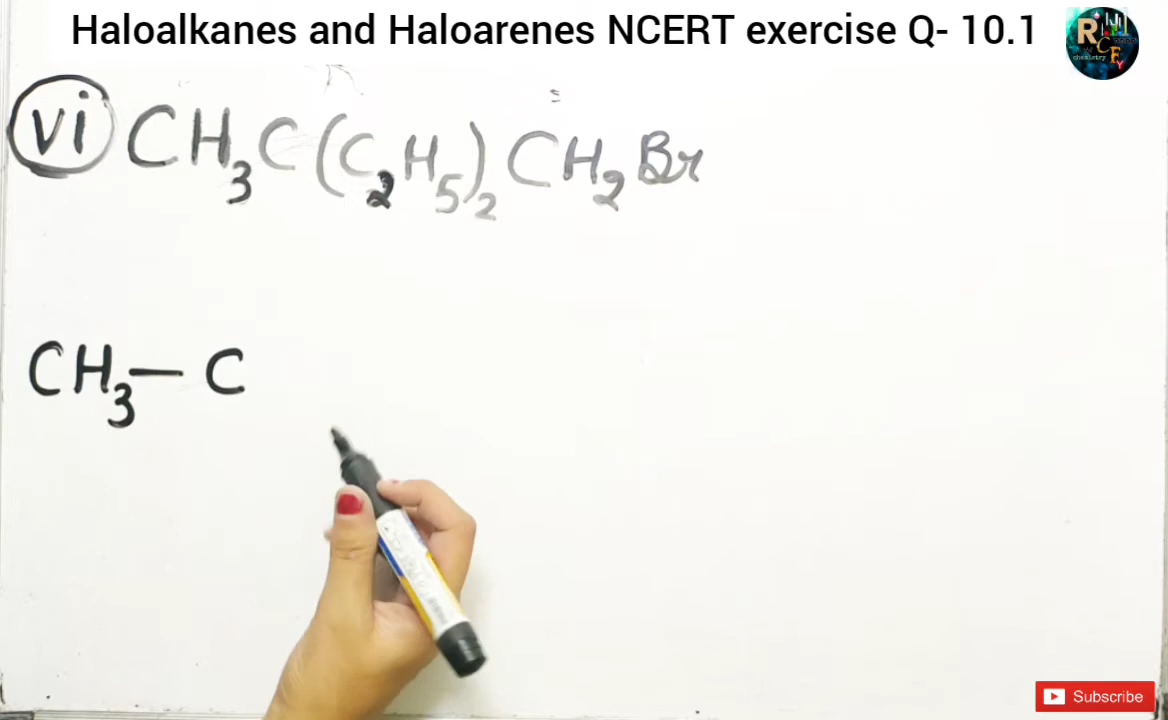 Haloalkanes and Haloarenes NCERT exercise Q- 10.1
vi CH₃C(C₂H₅)₂CH₂Br
CH₃— C
Subscribe